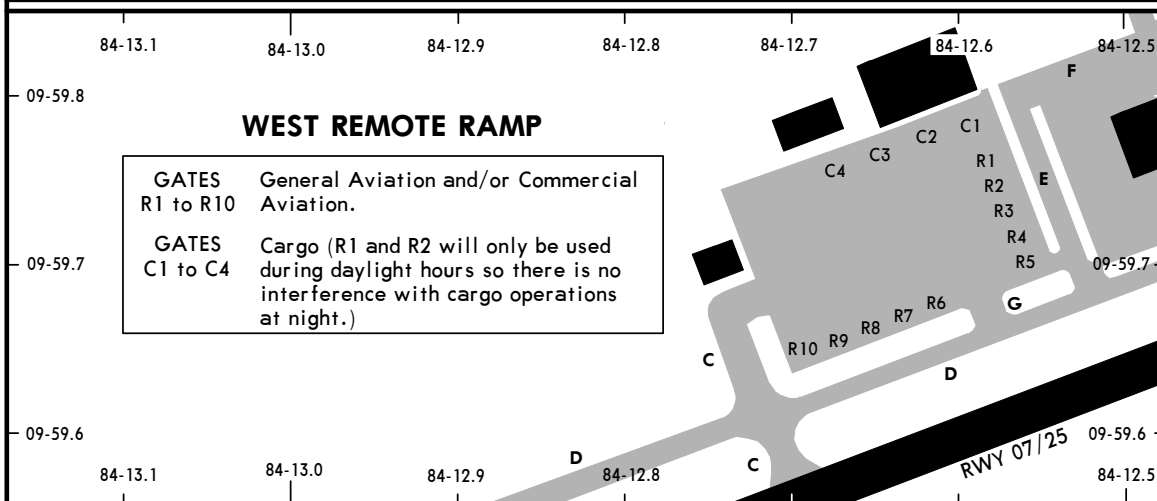 84-13.1 84-13.0 84-12.9 84-12.8 84-12.7 84-12.6 84-12.5
F
09-59.8
WEST REMOTE RAMP
C1
C2
C3
C4
GATES General Aviation and/or Commercial
R1 to R10 Aviation.
GATES Cargo (R1 and R2 will only be used
C1 to C4 during daylight hours so there is no
interference with cargo operations
at night.)
R1
R2
E
R3
R4
R5
09-59.7 09-59.7
G
R6
R7
R8
R9
R10
C
D
09-59.6 09-59.6
RWY 07/25
D
C
84-13.1 84-13.0 84-12.9 84-12.8 84-12.5